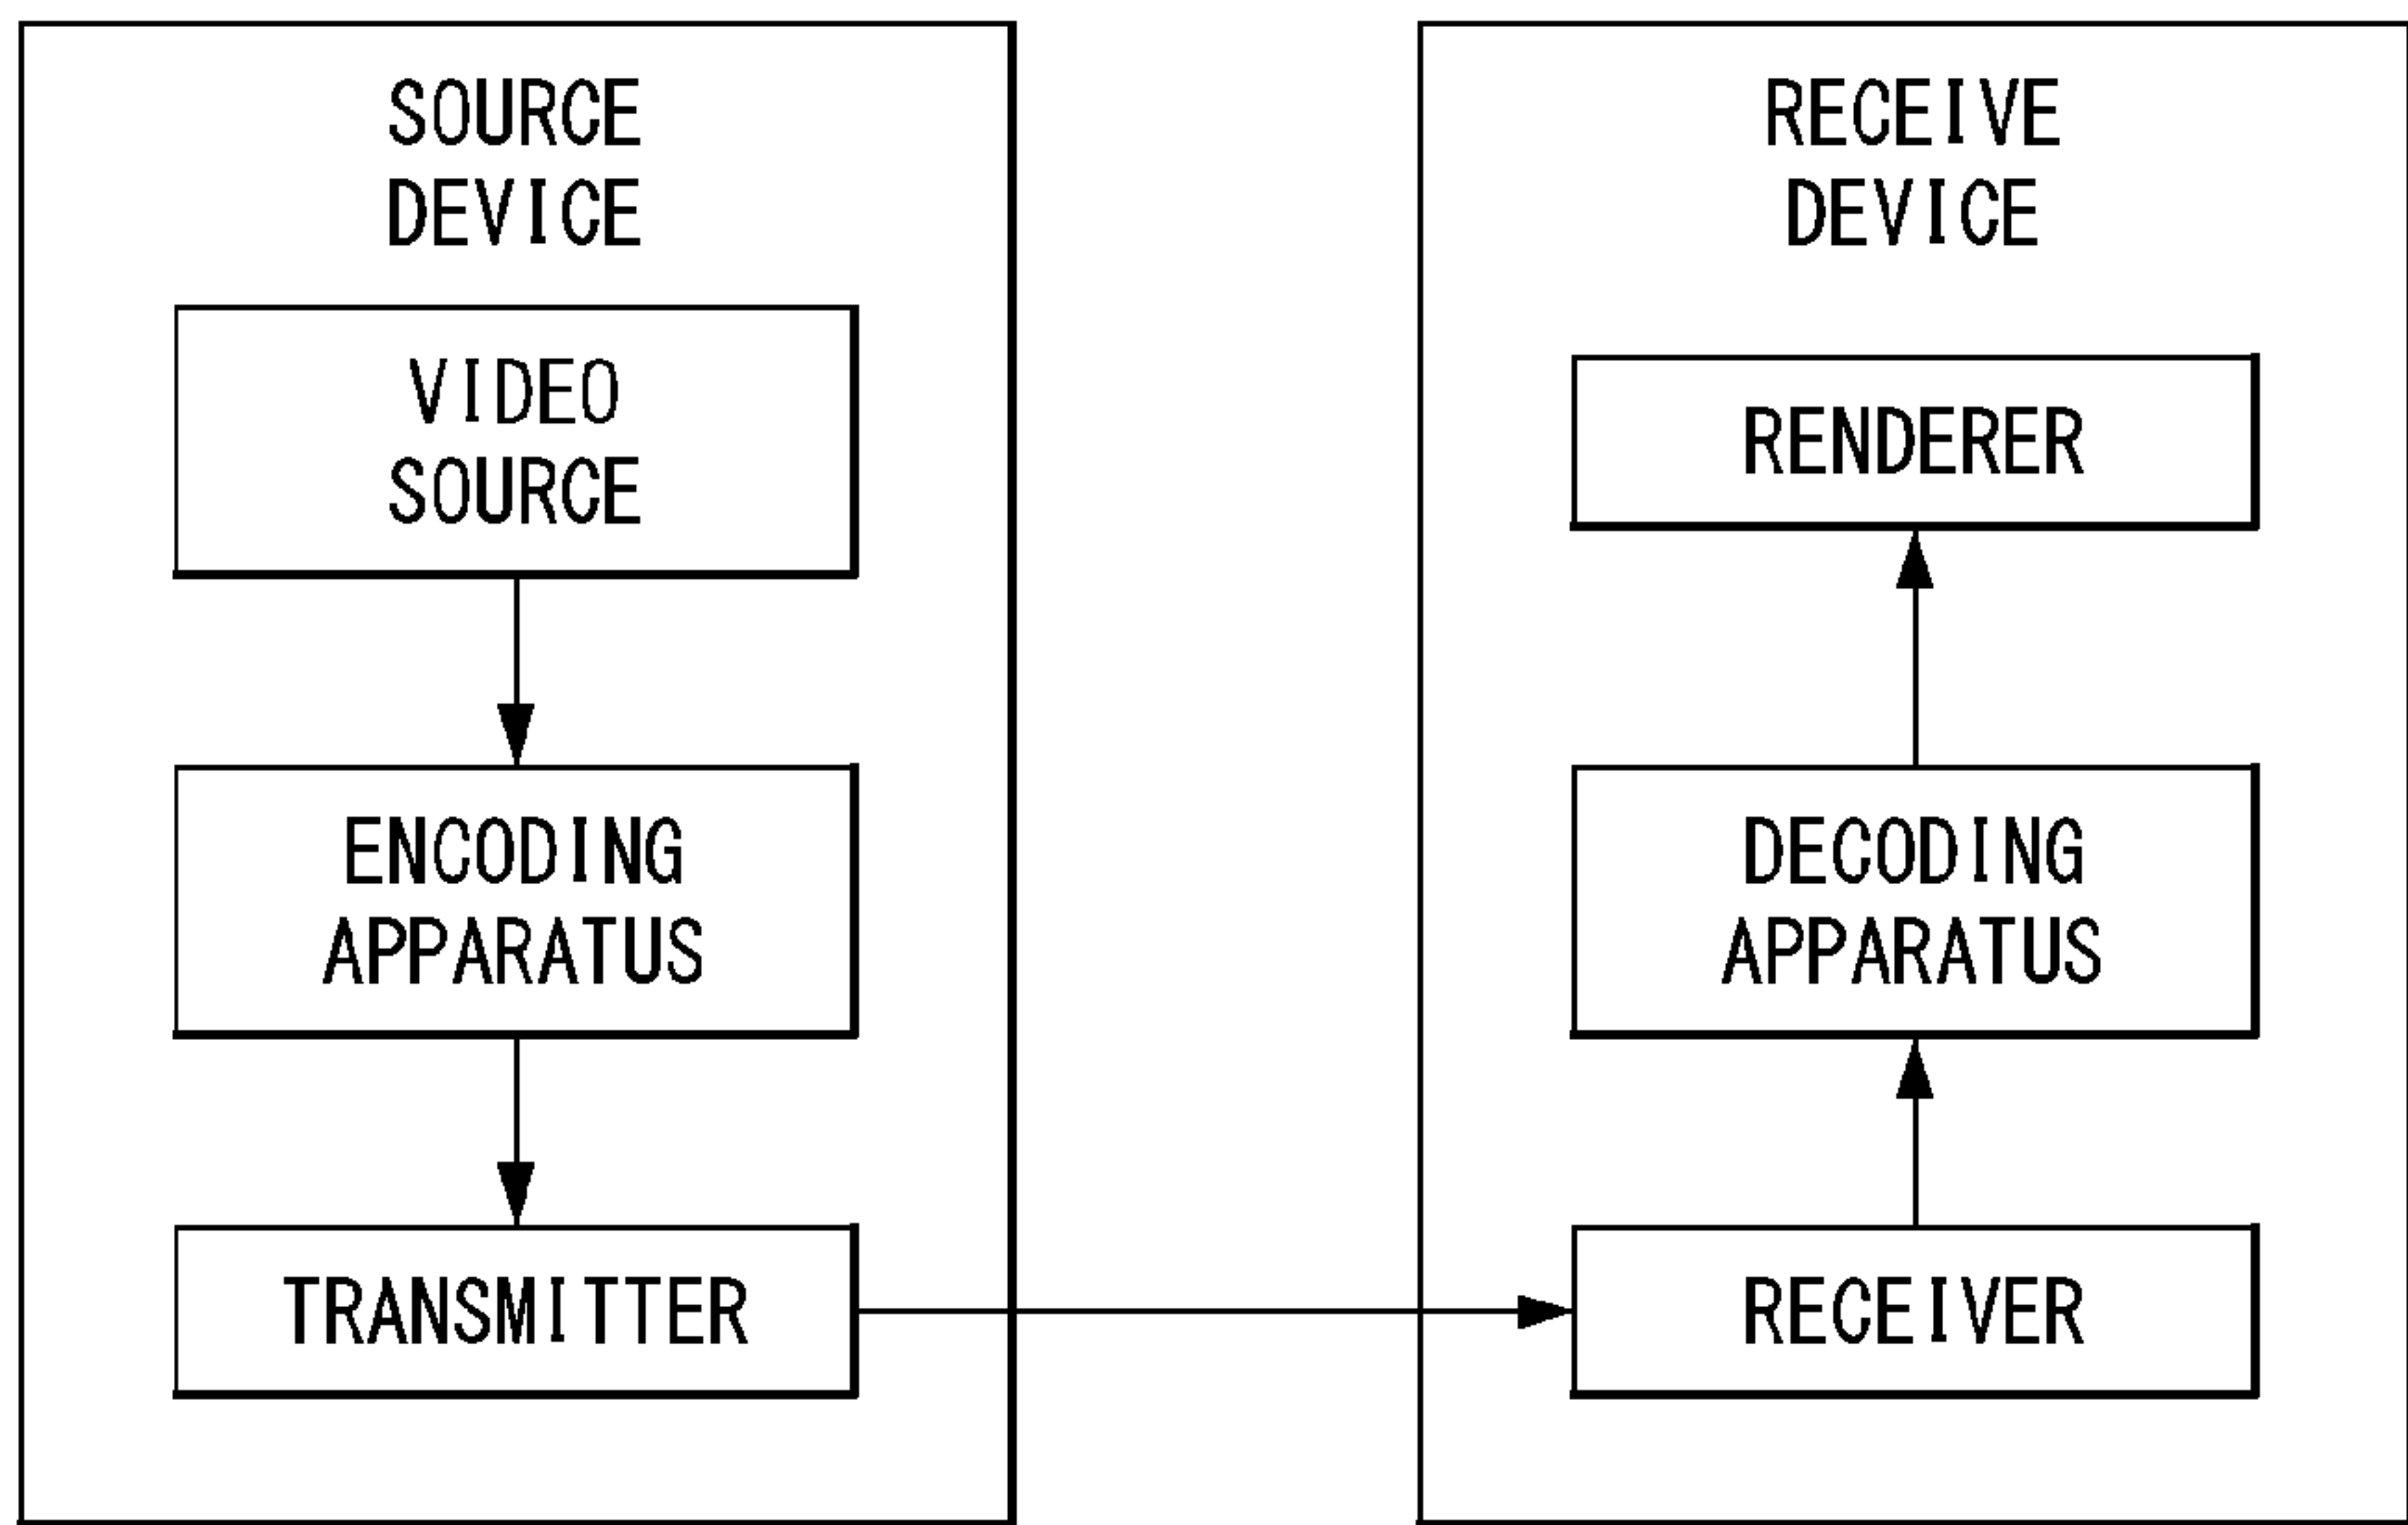 SOURCE
DEVICE
VIDEO
SOURCE
ENCODING
APPARATUS
TRANSMITTER
RECEIVE
DEVICE
RENDERER
DECODING
APPARATUS
RECEIVER